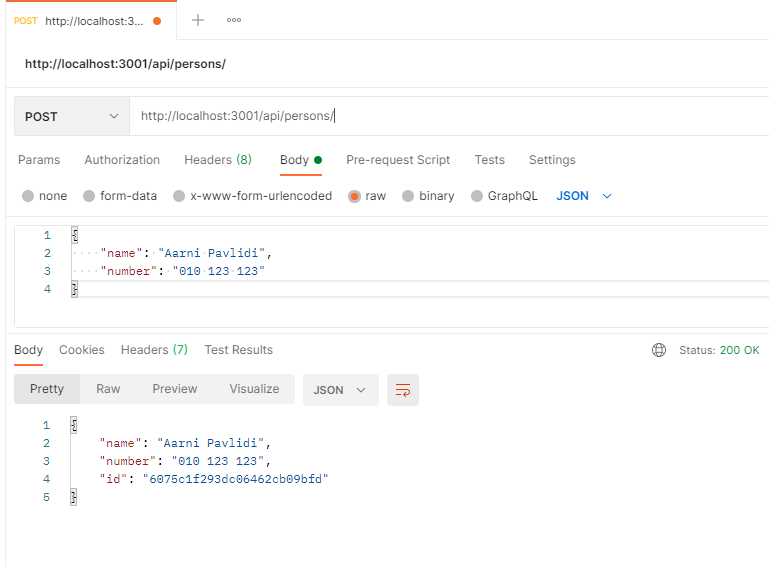 POST http://localhost:3...
http://localhost:3001/api/persons/
POST http://localhost:3001/api/persons/
Params Authorization Headers (8) Body Pre-request Script Tests Settings
none form-data x-www-form-urlencoded raw binary GraphQL JSON
1 {
2 "name": "Aarni Pavlidi",
3 "number": "010 123 123"
4 }
Body Cookies Headers (7) Test Results Status: 200 OK
Pretty Raw Preview Visualize JSON
1 {
2 "name": "Aarni Pavlidi",
3 "number": "010 123 123",
4 "id": "6075c1f293dc06462cb09bfd"
5 }